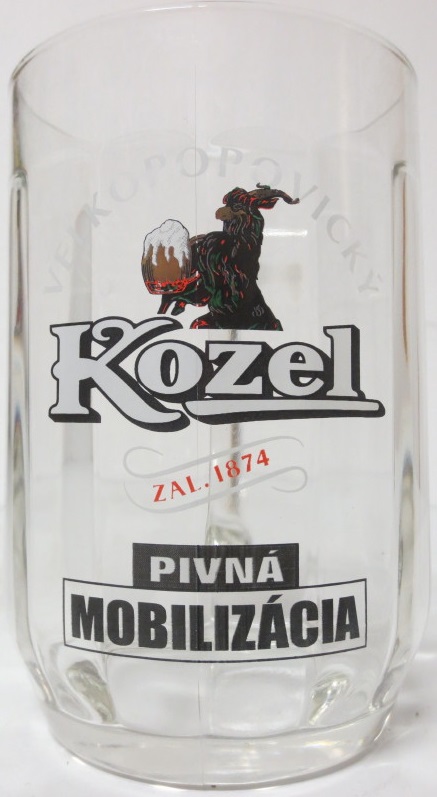 VELKOPOPOVICKÝ
Kozel
ZAL. 1874
PIVNÁ
MOBILIZÁCIA